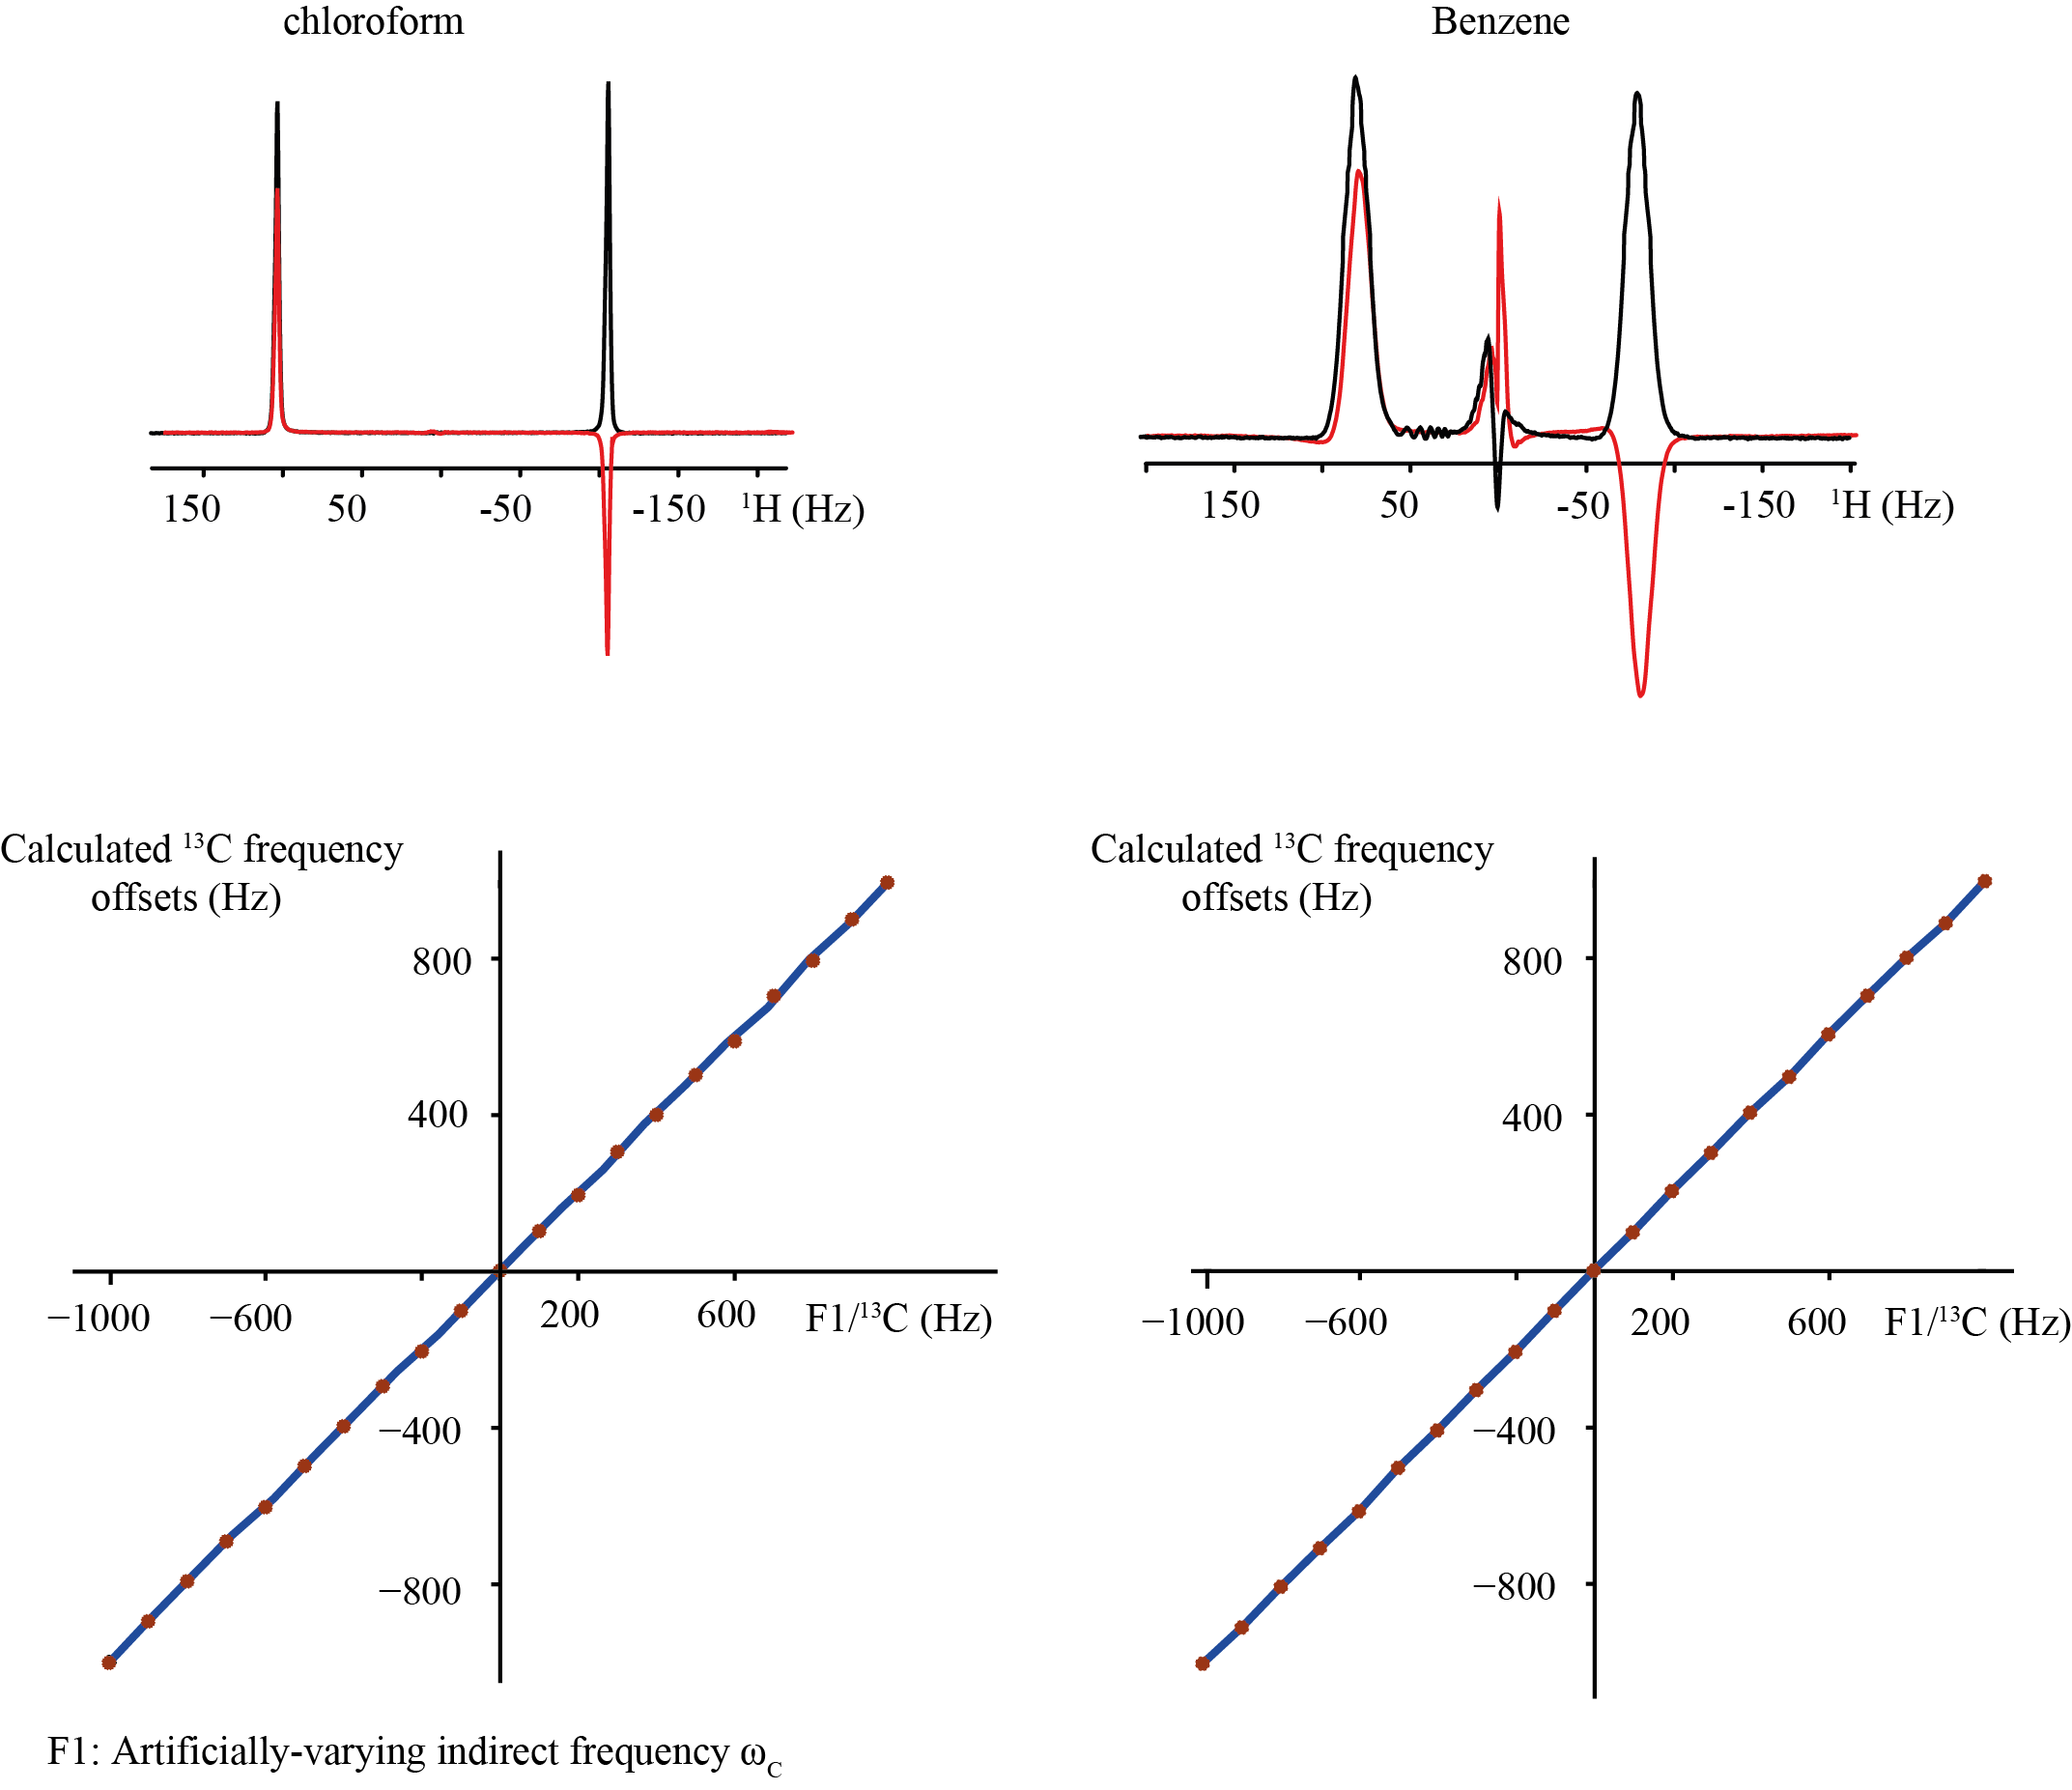 chloroform
Benzene
150 50 -50 -150 ¹H (Hz)
150 50 -50 -150 ¹H (Hz)
Calculated ¹³C frequency
offsets (Hz)
800
400
−1000 −600 200 600 F1/¹³C (Hz)
−400
−800
Calculated ¹³C frequency
offsets (Hz)
800
400
−1000 −600 200 600 F1/¹³C (Hz)
−400
−800
F1: Artificially-varying indirect frequency ω_C